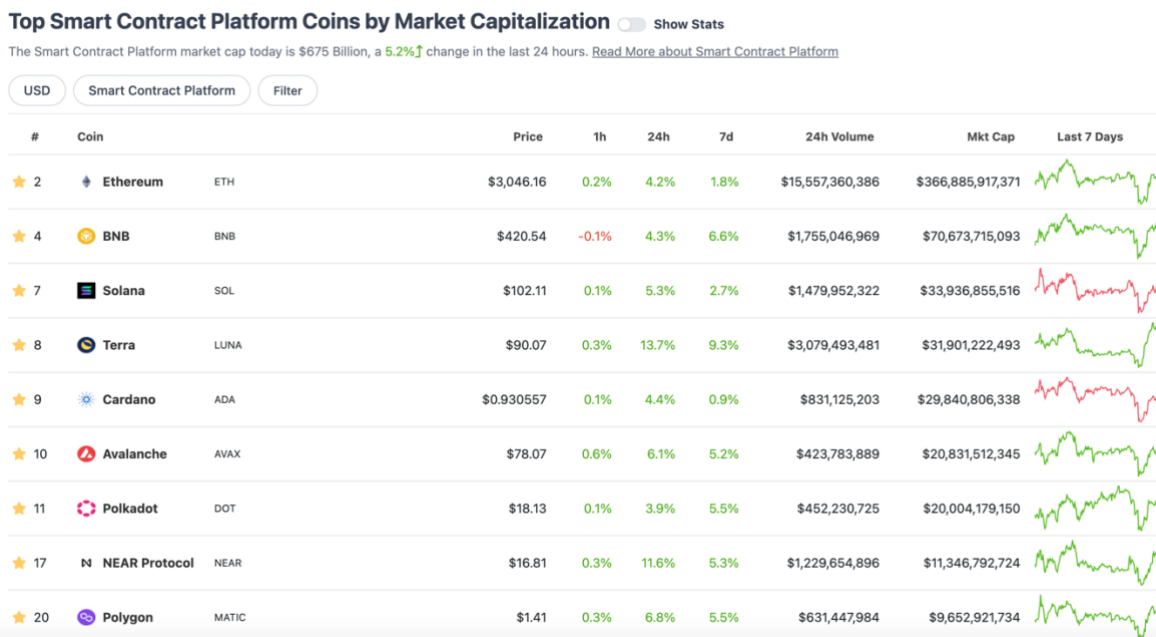 Top Smart Contract Platform Coins by Market Capitalization Show Stats
The Smart Contract Platform market cap today is $675 Billion, a 5.2% change in the last 24 hours. Read More about Smart Contract Platform
USD Smart Contract Platform Filter
# Coin Price 1h 24h 7d 24h Volume Mkt Cap Last 7 Days
2 Ethereum ETH $3,046.16 0.2% 4.2% 1.8% $15,557,360,386 $366,885,917,371
4 BNB BNB $420.54 -0.1% 4.3% 6.6% $1,755,046,969 $70,673,715,093
7 Solana SOL $102.11 0.1% 5.3% 2.7% $1,479,952,322 $33,936,855,516
8 Terra LUNA $90.07 0.3% 13.7% 9.3% $3,079,493,481 $31,901,222,493
9 Cardano ADA $0.930557 0.1% 4.4% 0.9% $831,125,203 $29,840,806,338
10 Avalanche AVAX $78.07 0.6% 6.1% 5.2% $423,783,889 $20,831,512,345
11 Polkadot DOT $18.13 0.1% 3.9% 5.5% $452,230,725 $20,004,179,150
17 NEAR Protocol NEAR $16.81 0.3% 11.6% 5.3% $1,229,654,896 $11,346,792,724
20 Polygon MATIC $1.41 0.3% 6.8% 5.5% $631,447,984 $9,652,921,734